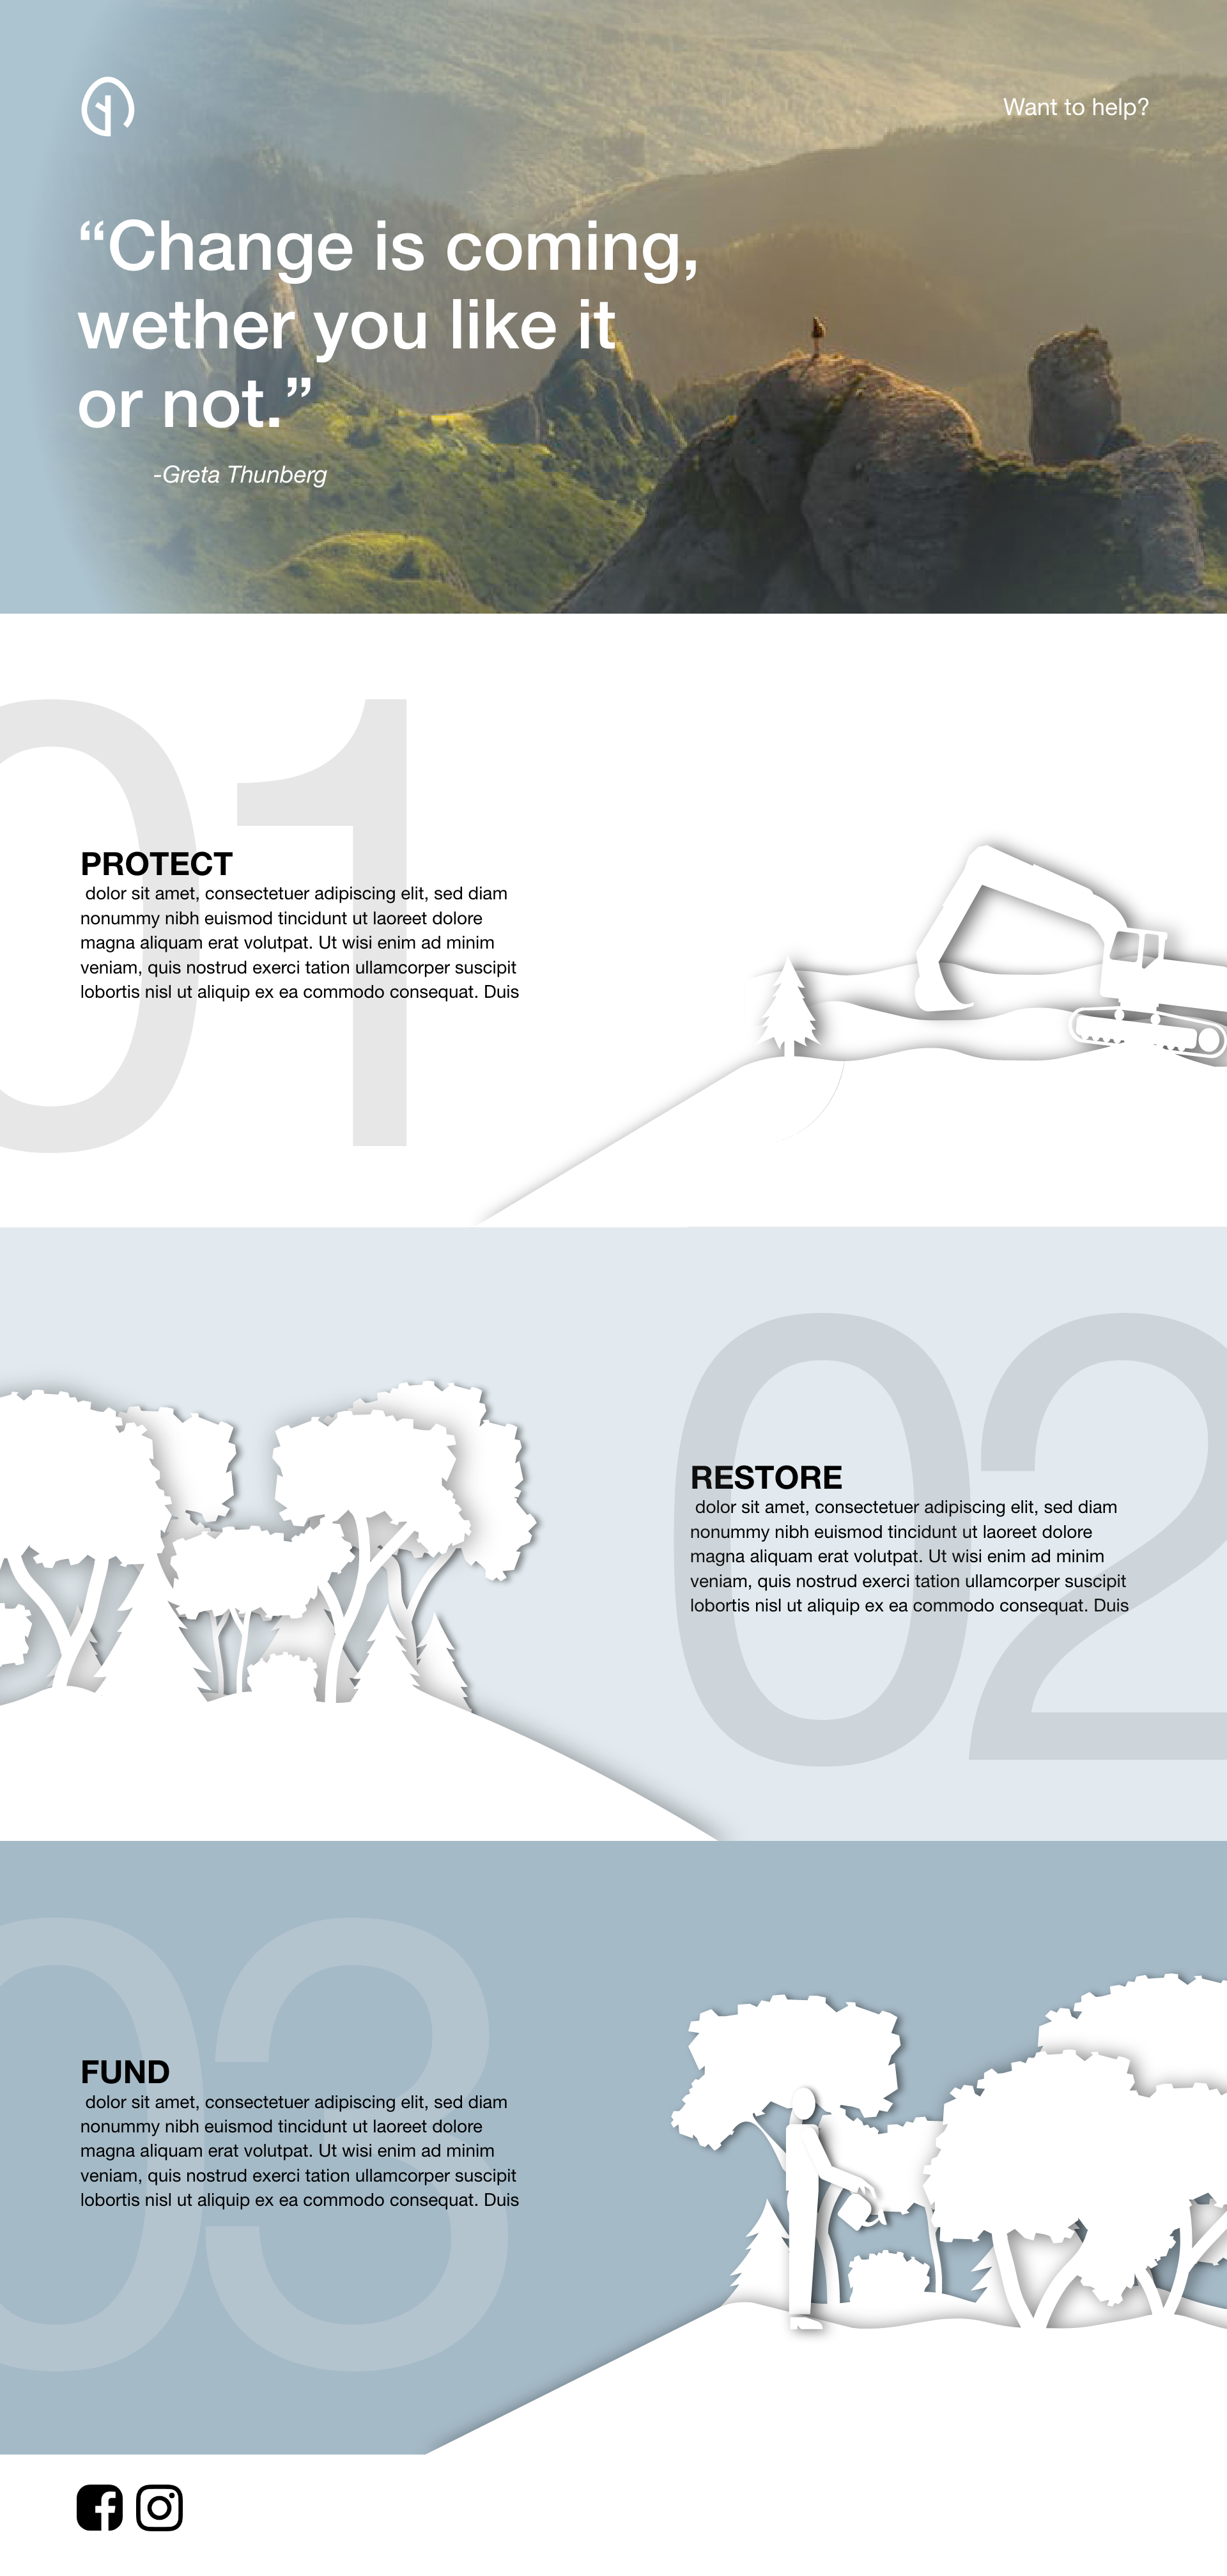 Want to help?
“Change is coming,
wether you like it
or not.”
-Greta Thunberg
01
PROTECT
dolor sit amet, consectetuer adipiscing elit, sed diam
nonummy nibh euismod tincidunt ut laoreet dolore
magna aliquam erat volutpat. Ut wisi enim ad minim
veniam, quis nostrud exerci tation ullamcorper suscipit
lobortis nisl ut aliquip ex ea commodo consequat. Duis
02
RESTORE
dolor sit amet, consectetuer adipiscing elit, sed diam
nonummy nibh euismod tincidunt ut laoreet dolore
magna aliquam erat volutpat. Ut wisi enim ad minim
veniam, quis nostrud exerci tation ullamcorper suscipit
lobortis nisl ut aliquip ex ea commodo consequat. Duis
03
FUND
dolor sit amet, consectetuer adipiscing elit, sed diam
nonummy nibh euismod tincidunt ut laoreet dolore
magna aliquam erat volutpat. Ut wisi enim ad minim
veniam, quis nostrud exerci tation ullamcorper suscipit
lobortis nisl ut aliquip ex ea commodo consequat. Duis